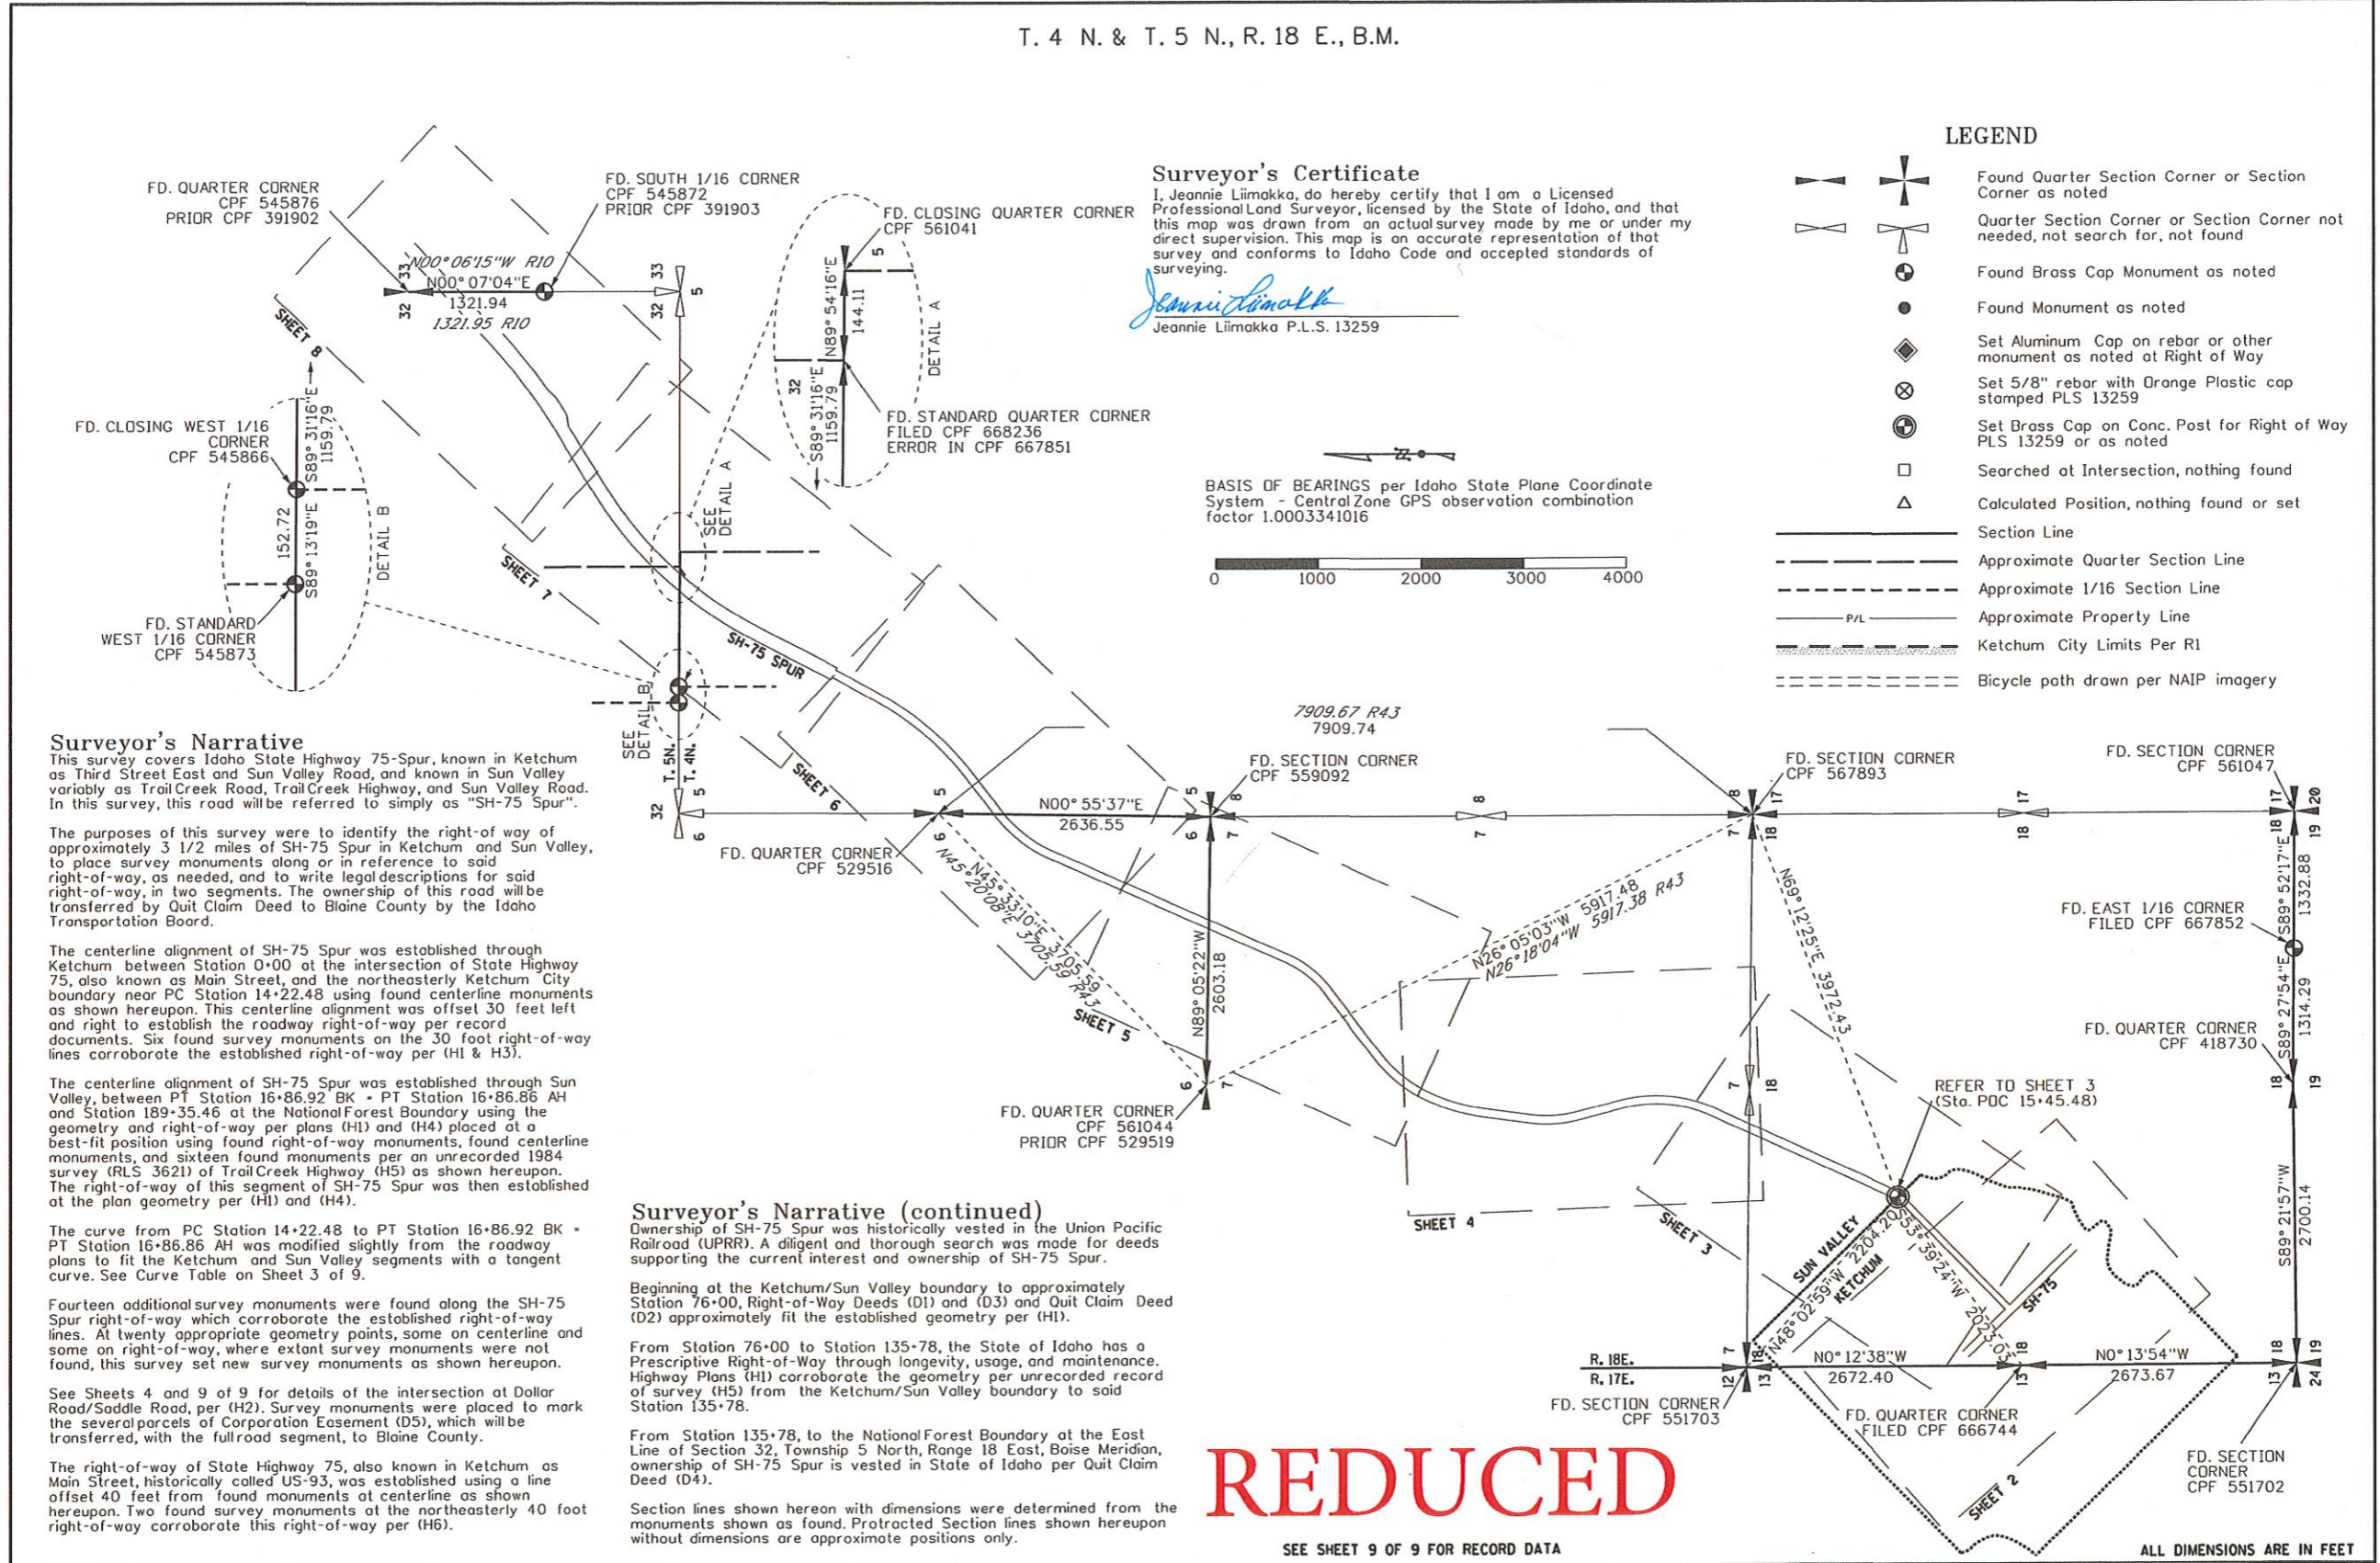 T. 4 N. & T. 5 N., R. 18 E., B.M.
FD. QUARTER CORNER
CPF 545876
PRIOR CPF 391902
FD. SOUTH 1/16 CORNER
CPF 545872
PRIOR CPF 391903
N00°06'15"W R10
N00°07'04"E
1321.94
1321.95 R10
33
32
33
32
5
SHEET 8
FD. CLOSING QUARTER CORNER
CPF 561041
5
N89°54'16"E
144.11
32
S89°31'16"E
1159.79
DETAIL A
FD. STANDARD QUARTER CORNER
FILED CPF 668236
ERROR IN CPF 667851
FD. CLOSING WEST 1/16
CORNER
CPF 545866
S89°31'16"E
1159.79
152.72
S89°13'19"E
DETAIL B
FD. STANDARD
WEST 1/16 CORNER
CPF 545873
SEE
DETAIL A
SHEET 7
SH-75 SPUR
SEE
DETAIL B
T. 5N.
T. 4N.
SHEET 6
Surveyor's Certificate
I, Jeannie Liimakka, do hereby certify that I am a Licensed
Professional Land Surveyor, licensed by the State of Idaho, and that
this map was drawn from an actual survey made by me or under my
direct supervision. This map is an accurate representation of that
survey and conforms to Idaho Code and accepted standards of
surveying.
Jeannie Liimakka
Jeannie Liimakka P.L.S. 13259
Z
BASIS OF BEARINGS per Idaho State Plane Coordinate
System - Central Zone GPS observation combination
factor 1.0003341016
0 1000 2000 3000 4000
LEGEND
Found Quarter Section Corner or Section
Corner as noted
Quarter Section Corner or Section Corner not
needed, not search for, not found
Found Brass Cap Monument as noted
Found Monument as noted
Set Aluminum Cap on rebar or other
monument as noted at Right of Way
Set 5/8" rebar with Orange Plastic cap
stamped PLS 13259
Set Brass Cap on Conc. Post for Right of Way
PLS 13259 or as noted
Searched at Intersection, nothing found
Calculated Position, nothing found or set
Section Line
Approximate Quarter Section Line
Approximate 1/16 Section Line
P/L
Approximate Property Line
Ketchum City Limits Per R1
Bicycle path drawn per NAIP imagery
7909.67 R43
7909.74
FD. SECTION CORNER
CPF 559092
FD. SECTION CORNER
CPF 567893
FD. SECTION CORNER
CPF 561047
32
5
6
5
6
N00°55'37"E
2636.55
5
8
6
7
8
7
8
17
7
18
17
18
17
20
18
19
FD. QUARTER CORNER
CPF 529516
N45°33'10"E 3705.59
N45°20'08"E 3705.59 R43
SHEET 5
N89°05'22"W
2603.18
N26°05'03"W 5917.48
N26°18'04"W 5917.38 R43
N69°12'25"E 3972.43
S89°52'17"E
1332.88
FD. EAST 1/16 CORNER
FILED CPF 667852
S89°27'54"E
1314.29
FD. QUARTER CORNER
CPF 418730
18
19
6
7
FD. QUARTER CORNER
CPF 561044
PRIOR CPF 529519
7
18
REFER TO SHEET 3
(Sta. POC 15+45.48)
SHEET 4
SHEET 3
SUN VALLEY
N48°02'59"W 2204.20
KETCHUM
S53°39'24"W 2023.03
SH-75
S89°21'57"W
2700.14
R. 18E.
R. 17E.
7
18
12
13
N0°12'38"W
2672.40
18
13
N0°13'54"W
2673.67
18
19
13
24
FD. SECTION CORNER
CPF 551703
FD. QUARTER CORNER
FILED CPF 666744
SHEET 2
FD. SECTION
CORNER
CPF 551702
Surveyor's Narrative
This survey covers Idaho State Highway 75-Spur, known in Ketchum
as Third Street East and Sun Valley Road, and known in Sun Valley
variably as Trail Creek Road, Trail Creek Highway, and Sun Valley Road.
In this survey, this road will be referred to simply as "SH-75 Spur".
The purposes of this survey were to identify the right-of way of
approximately 3 1/2 miles of SH-75 Spur in Ketchum and Sun Valley,
to place survey monuments along or in reference to said
right-of-way, as needed, and to write legal descriptions for said
right-of-way, in two segments. The ownership of this road will be
transferred by Quit Claim Deed to Blaine County by the Idaho
Transportation Board.
The centerline alignment of SH-75 Spur was established through
Ketchum between Station 0+00 at the intersection of State Highway
75, also known as Main Street, and the northeasterly Ketchum City
boundary near PC Station 14+22.48 using found centerline monuments
as shown hereupon. This centerline alignment was offset 30 feet left
and right to establish the roadway right-of-way per record
documents. Six found survey monuments on the 30 foot right-of-way
lines corroborate the established right-of-way per (H1 & H3).
The centerline alignment of SH-75 Spur was established through Sun
Valley, between PT Station 16+86.92 BK = PT Station 16+86.86 AH
and Station 189+35.46 at the National Forest Boundary using the
geometry and right-of-way per plans (H1) and (H4) placed at a
best-fit position using found right-of-way monuments, found centerline
monuments, and sixteen found monuments per an unrecorded 1984
survey (RLS 3621) of Trail Creek Highway (H5) as shown hereupon.
The right-of-way of this segment of SH-75 Spur was then established
at the plan geometry per (H1) and (H4).
The curve from PC Station 14+22.48 to PT Station 16+86.92 BK =
PT Station 16+86.86 AH was modified slightly from the roadway
plans to fit the Ketchum and Sun Valley segments with a tangent
curve. See Curve Table on Sheet 3 of 9.
Fourteen additional survey monuments were found along the SH-75
Spur right-of-way which corroborate the established right-of-way
lines. At twenty appropriate geometry points, some on centerline and
some on right-of-way, where extant survey monuments were not
found, this survey set new survey monuments as shown hereupon.
See Sheets 4 and 9 of 9 for details of the intersection at Dollar
Road/Saddle Road, per (H2). Survey monuments were placed to mark
the several parcels of Corporation Easement (D5), which will be
transferred, with the full road segment, to Blaine County.
The right-of-way of State Highway 75, also known in Ketchum as
Main Street, historically called US-93, was established using a line
offset 40 feet from found monuments at centerline as shown
hereupon. Two found survey monuments at the northeasterly 40 foot
right-of-way corroborate this right-of-way per (H6).
Surveyor's Narrative (continued)
Ownership of SH-75 Spur was historically vested in the Union Pacific
Railroad (UPRR). A diligent and thorough search was made for deeds
supporting the current interest and ownership of SH-75 Spur.
Beginning at the Ketchum/Sun Valley boundary to approximately
Station 76+00, Right-of-Way Deeds (D1) and (D3) and Quit Claim Deed
(D2) approximately fit the established geometry per (H1).
From Station 76+00 to Station 135+78, the State of Idaho has a
Prescriptive Right-of-Way through longevity, usage, and maintenance.
Highway Plans (H1) corroborate the geometry per unrecorded record
of survey (H5) from the Ketchum/Sun Valley boundary to said
Station 135+78.
From Station 135+78, to the National Forest Boundary at the East
Line of Section 32, Township 5 North, Range 18 East, Boise Meridian,
ownership of SH-75 Spur is vested in State of Idaho per Quit Claim
Deed (D4).
Section lines shown hereon with dimensions were determined from the
monuments shown as found. Protracted Section lines shown hereupon
without dimensions are approximate positions only.
REDUCED
SEE SHEET 9 OF 9 FOR RECORD DATA
ALL DIMENSIONS ARE IN FEET